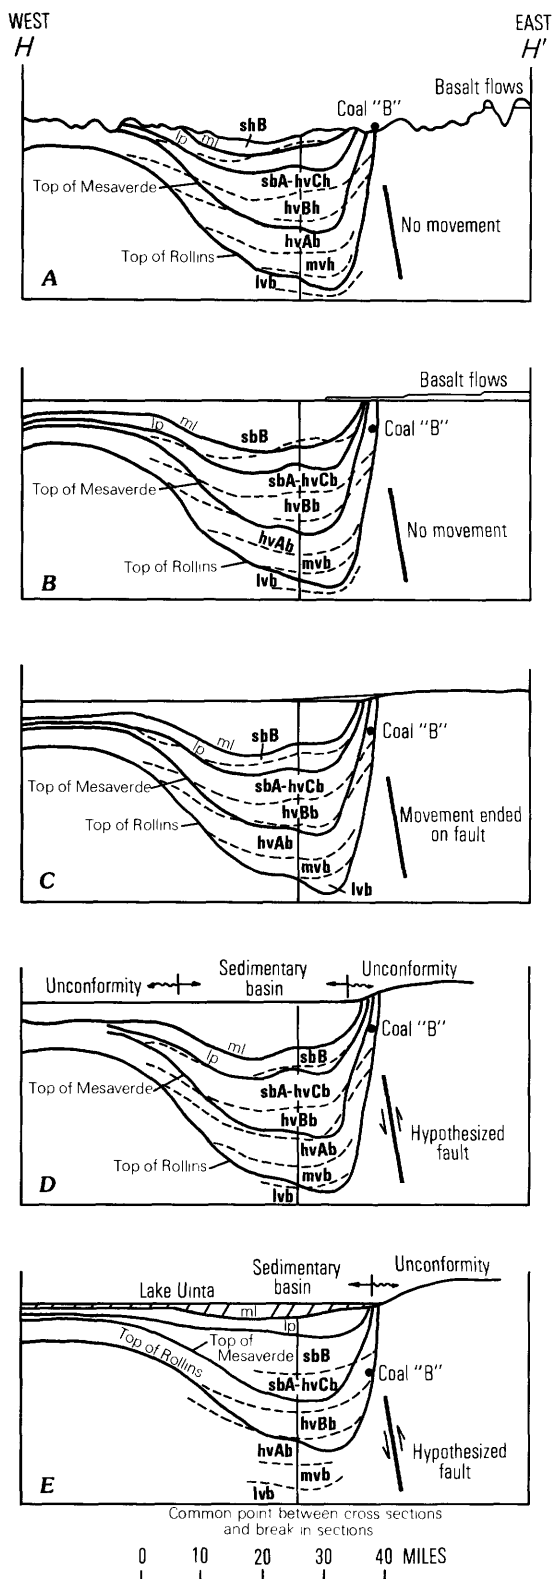 WEST
EAST
H
H'
Basalt flows
Coal "B"
shB
lp
ml
sbA-hvCh
Top of Mesaverde
hvBh
No movement
hvAb
Top of Rollins
mvh
lvb
A
Basalt flows
lp
ml
sbB
Coal "B"
sbA-hvCb
Top of Mesaverde
hvBb
No movement
hvAb
mvb
Top of Rollins
lvb
B
ml
lp
sbB
Coal "B"
sbA-hvCb
Top of Mesaverde
hvBb
Movement ended
on fault
Top of Rollins
hvAb
mvb
lvb
C
Unconformity
Sedimentary
basin
Unconformity
ml
lp
sbB
Coal "B"
sbA-hvCb
Top of Mesaverde
hvBb
Hypothesized
fault
hvAb
Top of Rollins
mvb
lvb
D
Lake Uinta
Sedimentary
basin
Unconformity
ml
lp
Top of Rollins
Top of
Mesaverde
sbB
sbA-hvCb
Coal "B"
hvBb
hvAb
Hypothesized
fault
mvb
lvb
E
Common point between cross sections
and break in sections
0 10 20 30 40 MILES